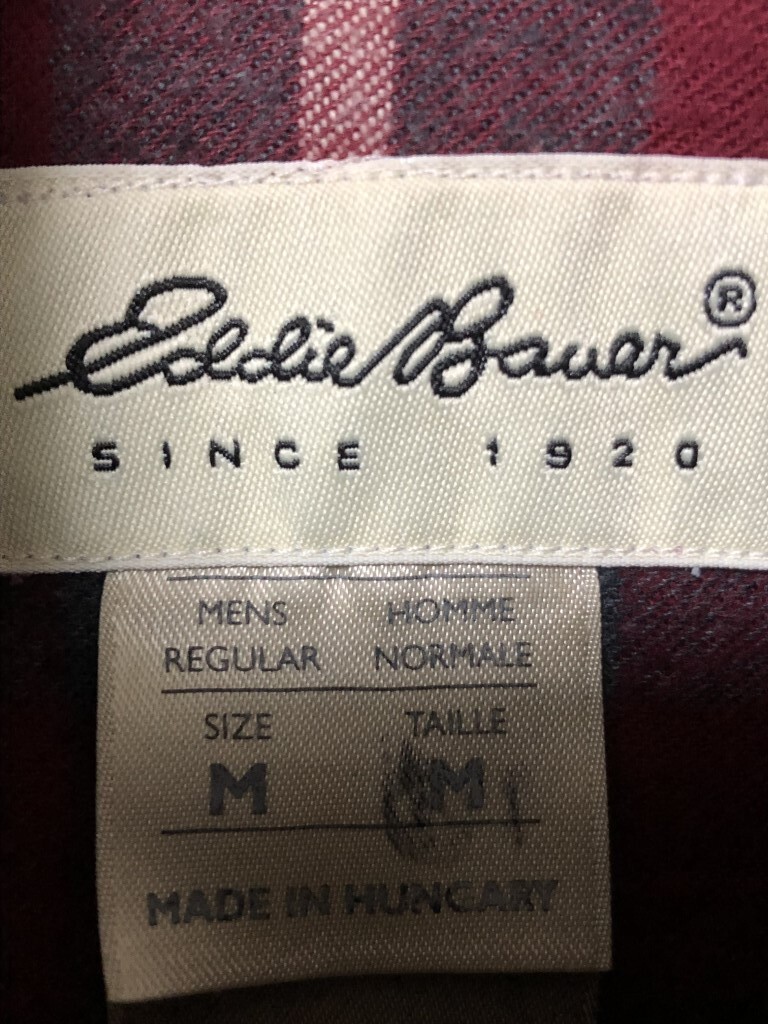 Eddie Bauer ®
SINCE 1920
MENS HOMME
REGULAR NORMALE
SIZE TAILLE
M M
MADE IN HUNGARY